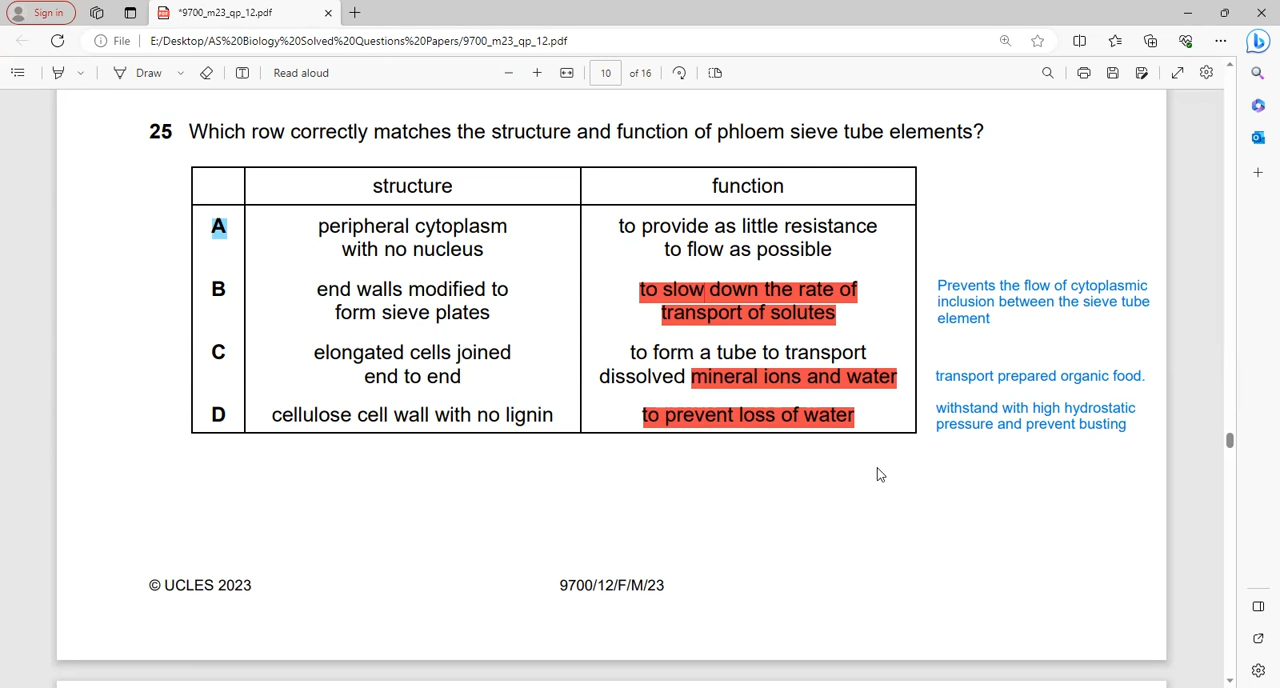 Sign in
*9700_m23_qp_12.pdf
File
E:/Desktop/AS%20Biology%20Solved%20Questions%20Papers/9700_m23_qp_12.pdf
Draw
Read aloud
10 of 16
25 Which row correctly matches the structure and function of phloem sieve tube elements?
structure function
A peripheral cytoplasm to provide as little resistance
with no nucleus to flow as possible
B end walls modified to to slow down the rate of
form sieve plates transport of solutes
Prevents the flow of cytoplasmic
inclusion between the sieve tube
element
C elongated cells joined to form a tube to transport
end to end dissolved mineral ions and water
transport prepared organic food.
D cellulose cell wall with no lignin to prevent loss of water
withstand with high hydrostatic
pressure and prevent busting
© UCLES 2023 9700/12/F/M/23